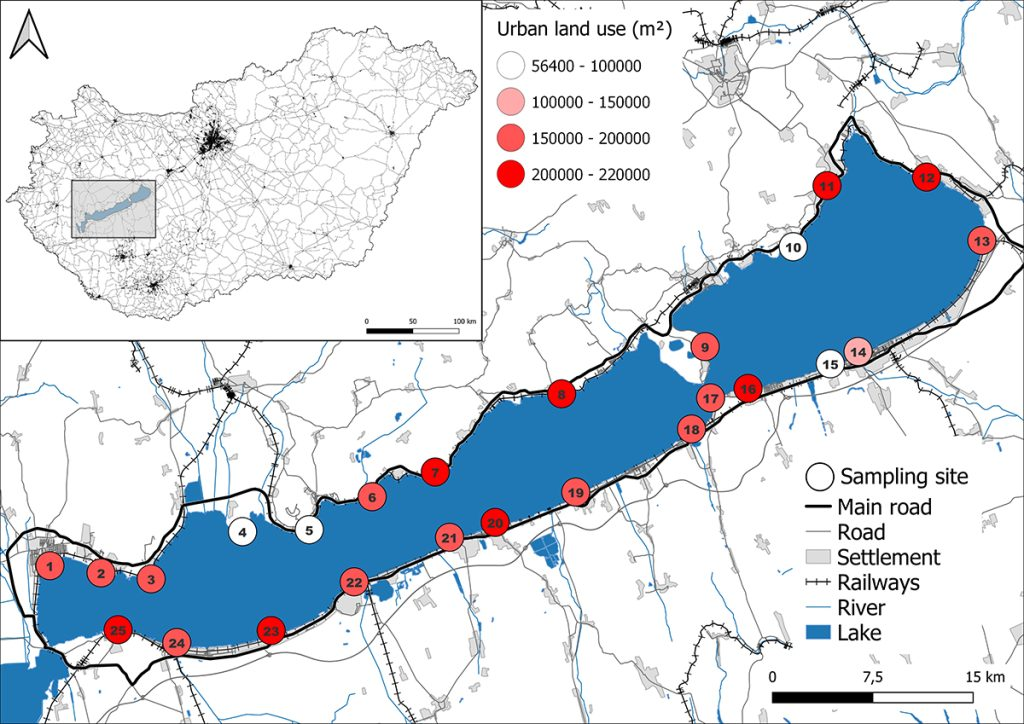 Urban land use (m²)
56400 - 100000
100000 - 150000
150000 - 200000
200000 - 220000
0 50 100 km
11
12
10
13
9
14
15
8
16
17
18
7
6
19
4
5
20
21
1
2
3
22
25
24
23
Sampling site
Main road
Road
Settlement
Railways
River
Lake
0 7,5 15 km